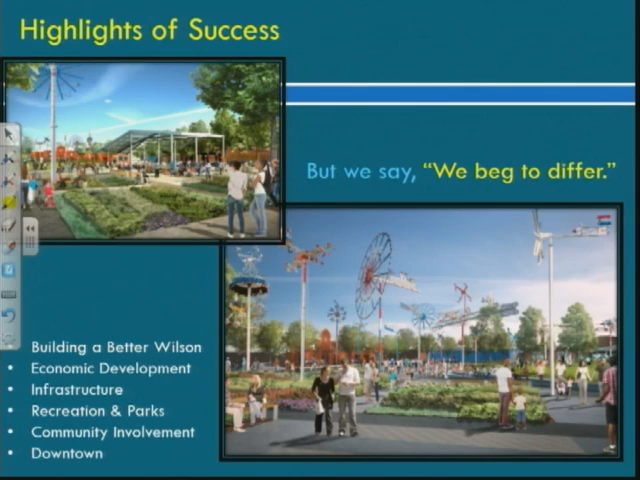 Highlights of Success
But we say, “We beg to differ.”
Building a Better Wilson
• Economic Development
• Infrastructure
• Recreation & Parks
• Community Involvement
• Downtown